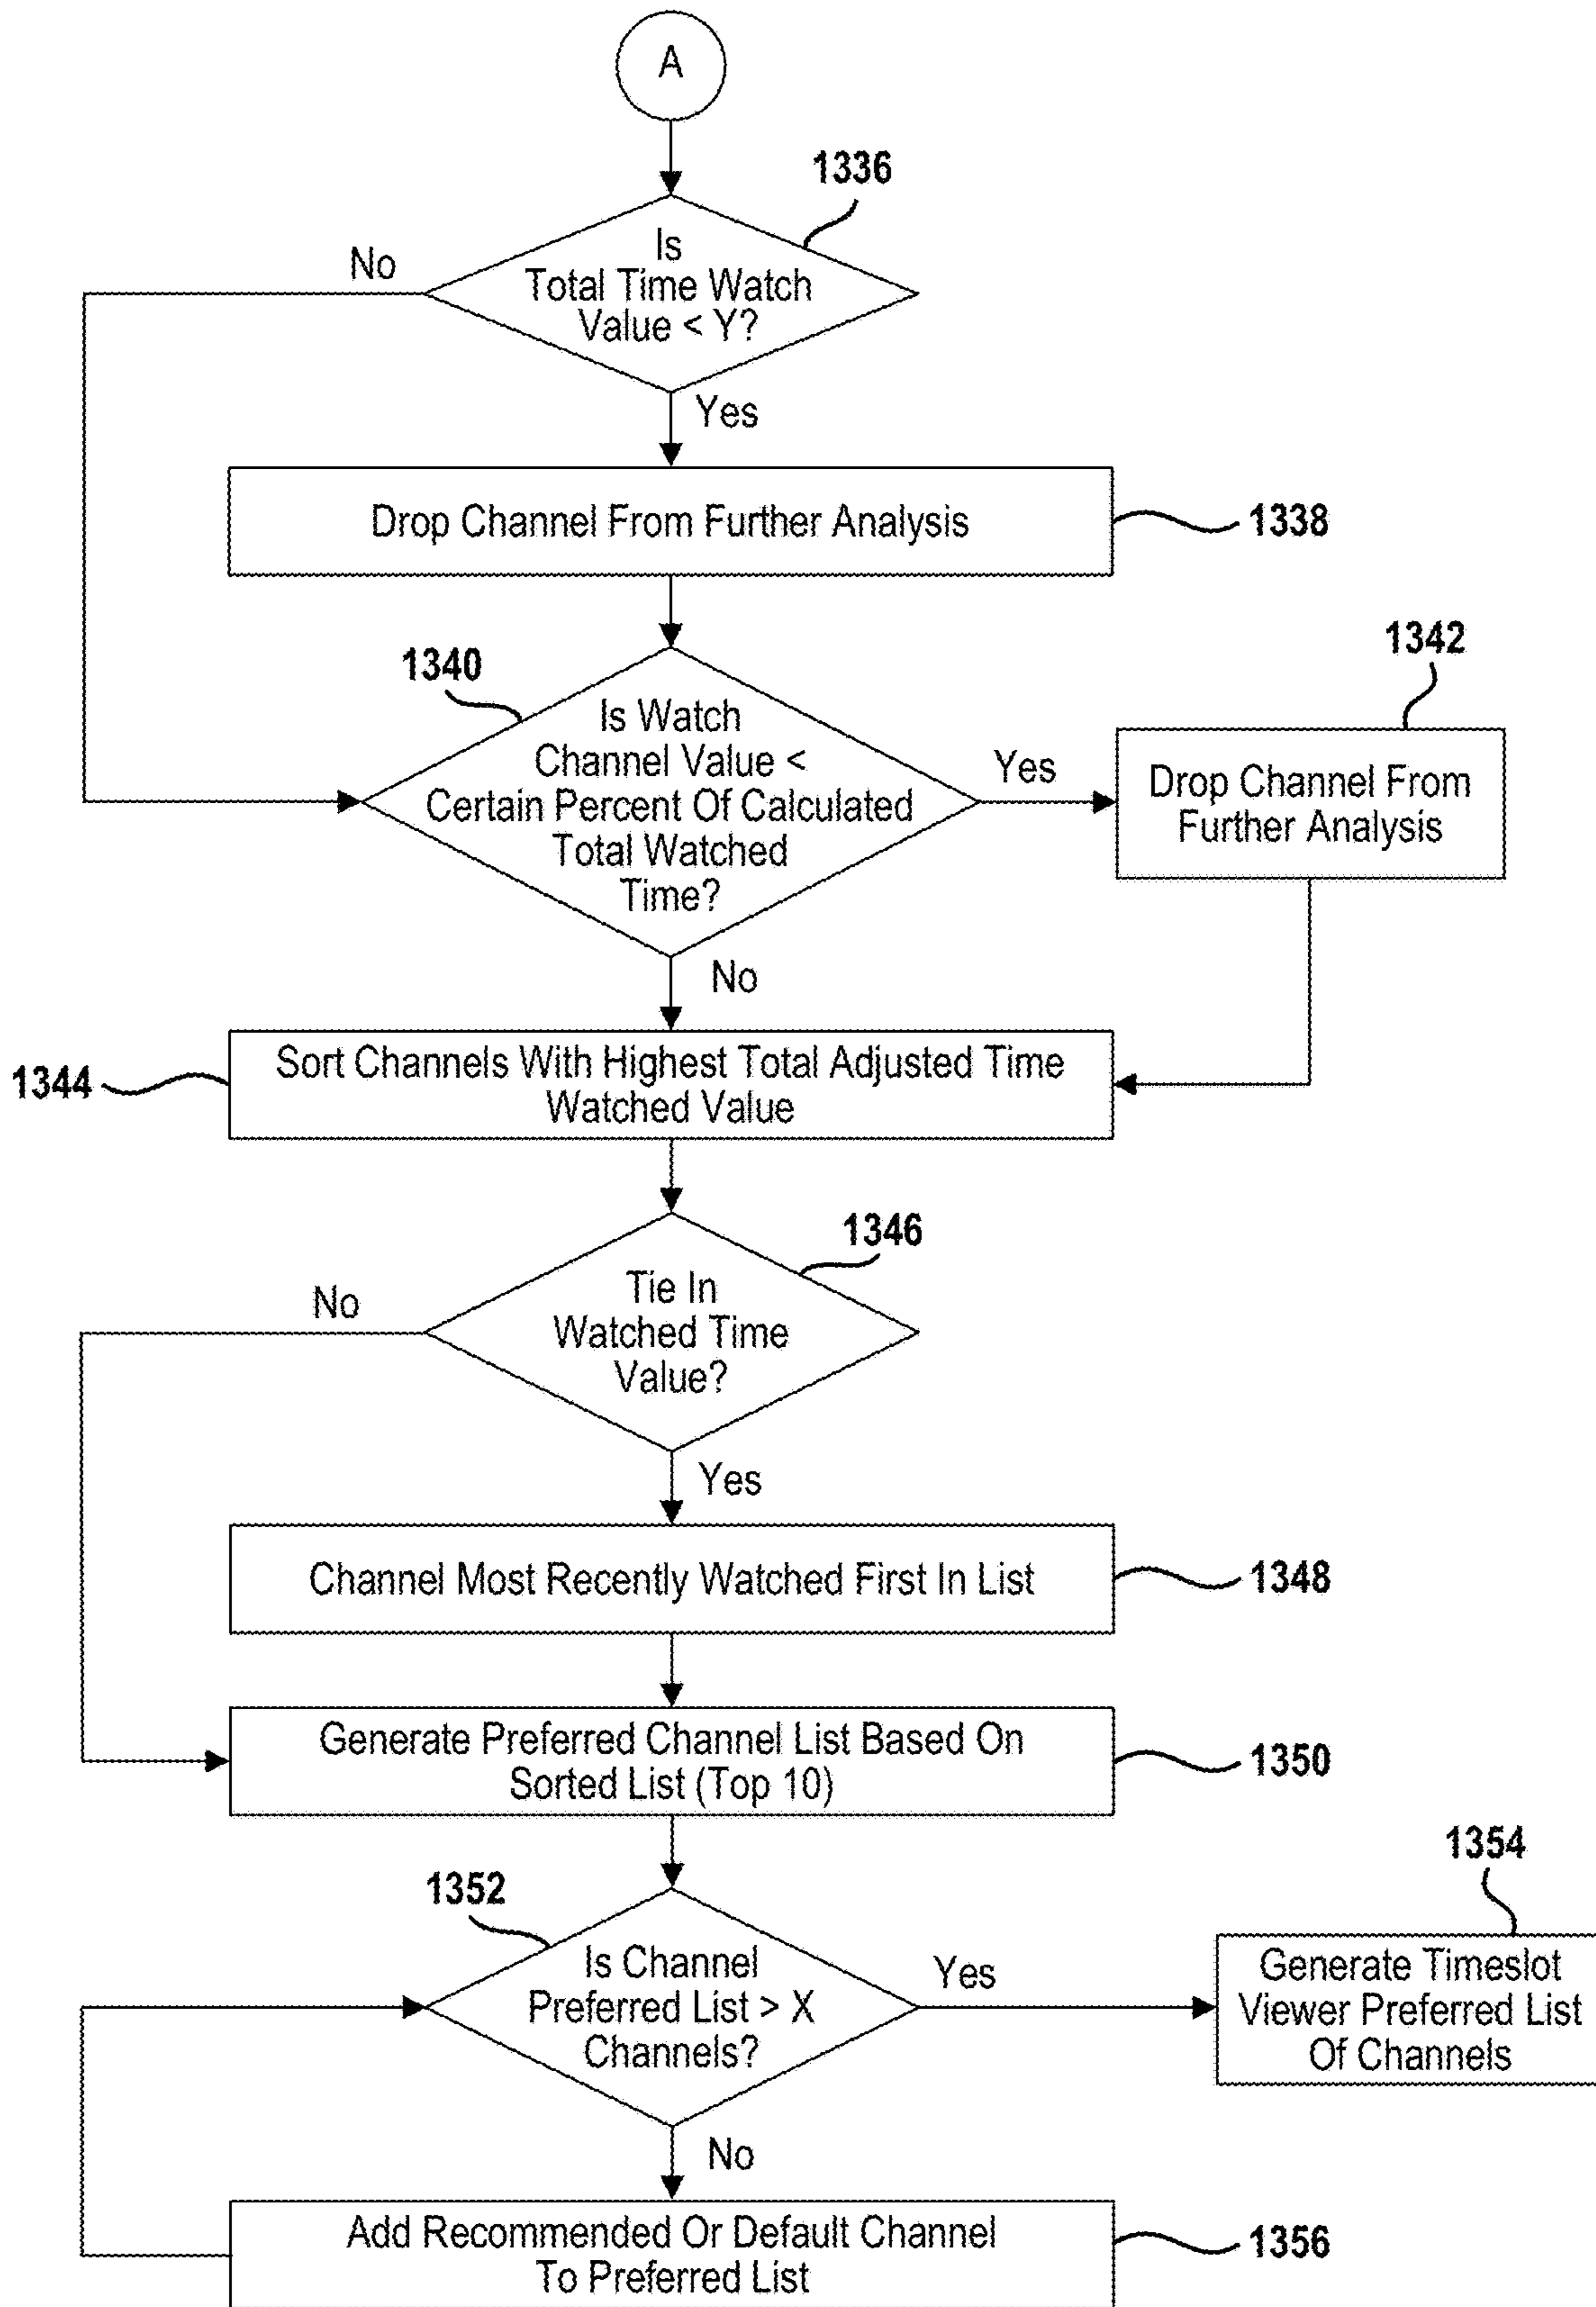 A
1336
Is
Total Time Watch
Value < Y?
No
Yes
Drop Channel From Further Analysis
1338
1340
Is Watch
Channel Value <
Certain Percent Of Calculated
Total Watched
Time?
Yes
1342
Drop Channel From
Further Analysis
No
1344
Sort Channels With Highest Total Adjusted Time
Watched Value
1346
Tie In
Watched Time
Value?
No
Yes
Channel Most Recently Watched First In List
1348
Generate Preferred Channel List Based On
Sorted List (Top 10)
1350
1352
Is Channel
Preferred List > X
Channels?
Yes
1354
Generate Timeslot
Viewer Preferred List
Of Channels
No
Add Recommended Or Default Channel
To Preferred List
1356